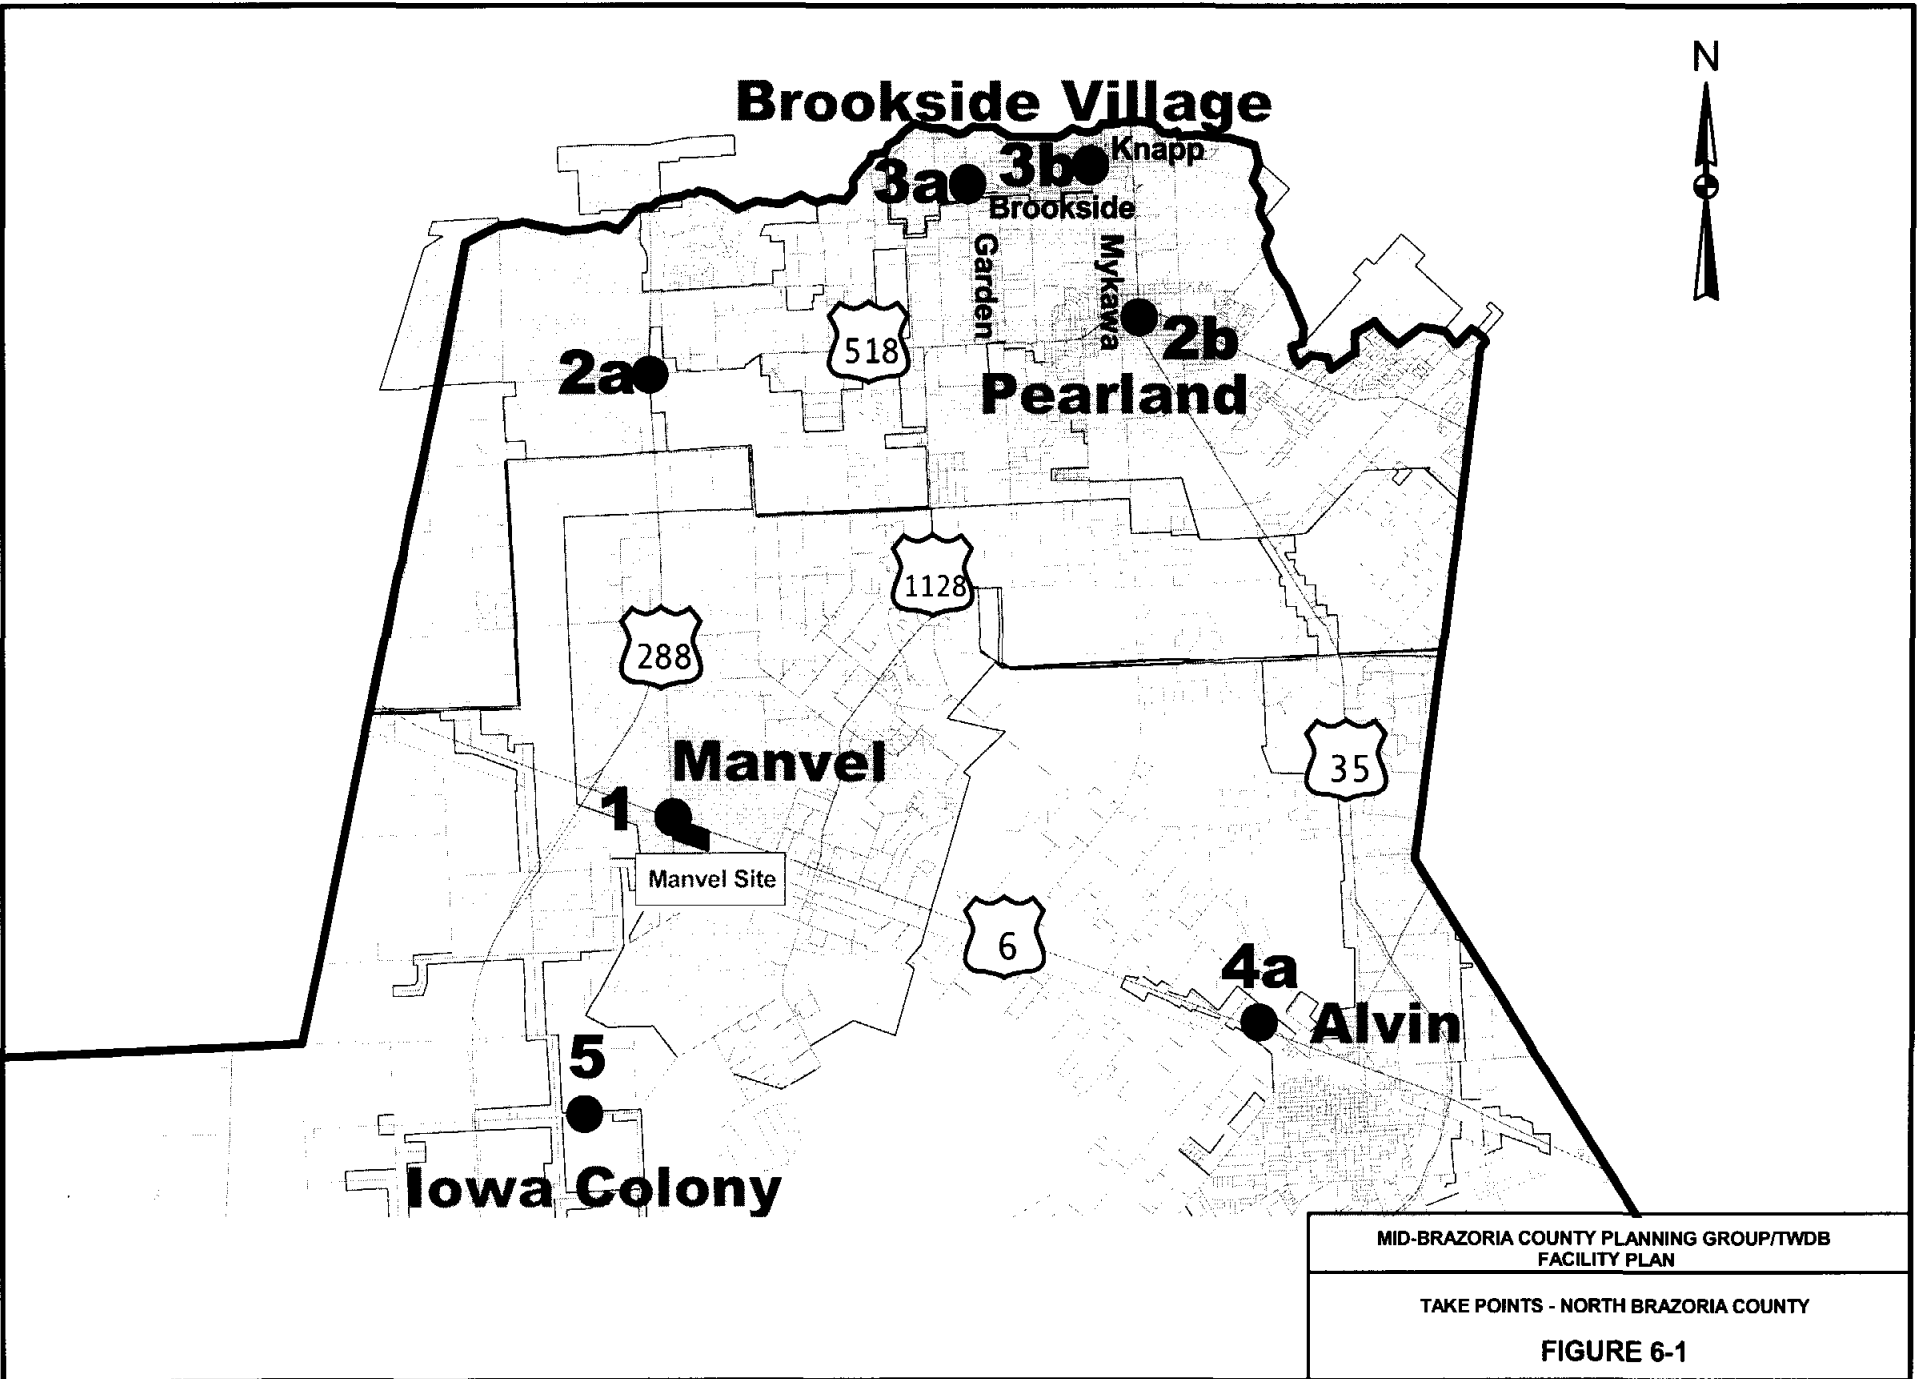 N
Brookside Village
3a
3b
Knapp
Brookside
Garden
Mykawa
518
2a
2b
Pearland
1128
288
Manvel
35
1
Manvel Site
6
4a
Alvin
5
Iowa Colony
MID-BRAZORIA COUNTY PLANNING GROUP/TWDB
FACILITY PLAN
TAKE POINTS - NORTH BRAZORIA COUNTY
FIGURE 6-1